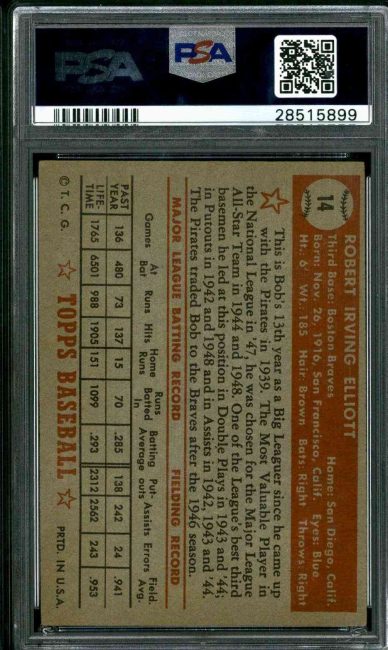 PSA
PSA
28515899
14
ROBERT IRVING ELLIOTT
Third Base: Boston Braves Home: San Diego, Calif.
Born: Nov. 26, 1916, San Francisco, Calif. Eyes: Blue
Ht.: 6 Wt.: 185 Hair: Brown Bats: Right Throws: Right
This is Bob's 13th year as a Big Leaguer since he came up
with the Pirates in 1939. The Most Valuable Player in
the National League in '47, he was chosen for the Major League
All-Star Team in 1944 and 1948. One of the League's best third
basemen he led at this position in Double Plays in 1943 and '44;
in Putouts in 1942 and 1948 and in Assists in 1942, 1943 and '44.
The Pirates traded Bob to the Braves after the 1946 season.
MAJOR LEAGUE BATTING RECORD FIELDING RECORD
Games At Bat Runs Hits Home Runs Runs Batted In Batting Average Put-outs Assists Errors Field. Avg.
PAST YEAR 136 480 73 137 15 70 .285 138 242 24 .941
LIFE-TIME 1765 6501 988 1905 151 1099 .293 2312 2562 243 .953
© T. C. G. TOPPS BASEBALL PRTD. IN U.S.A.